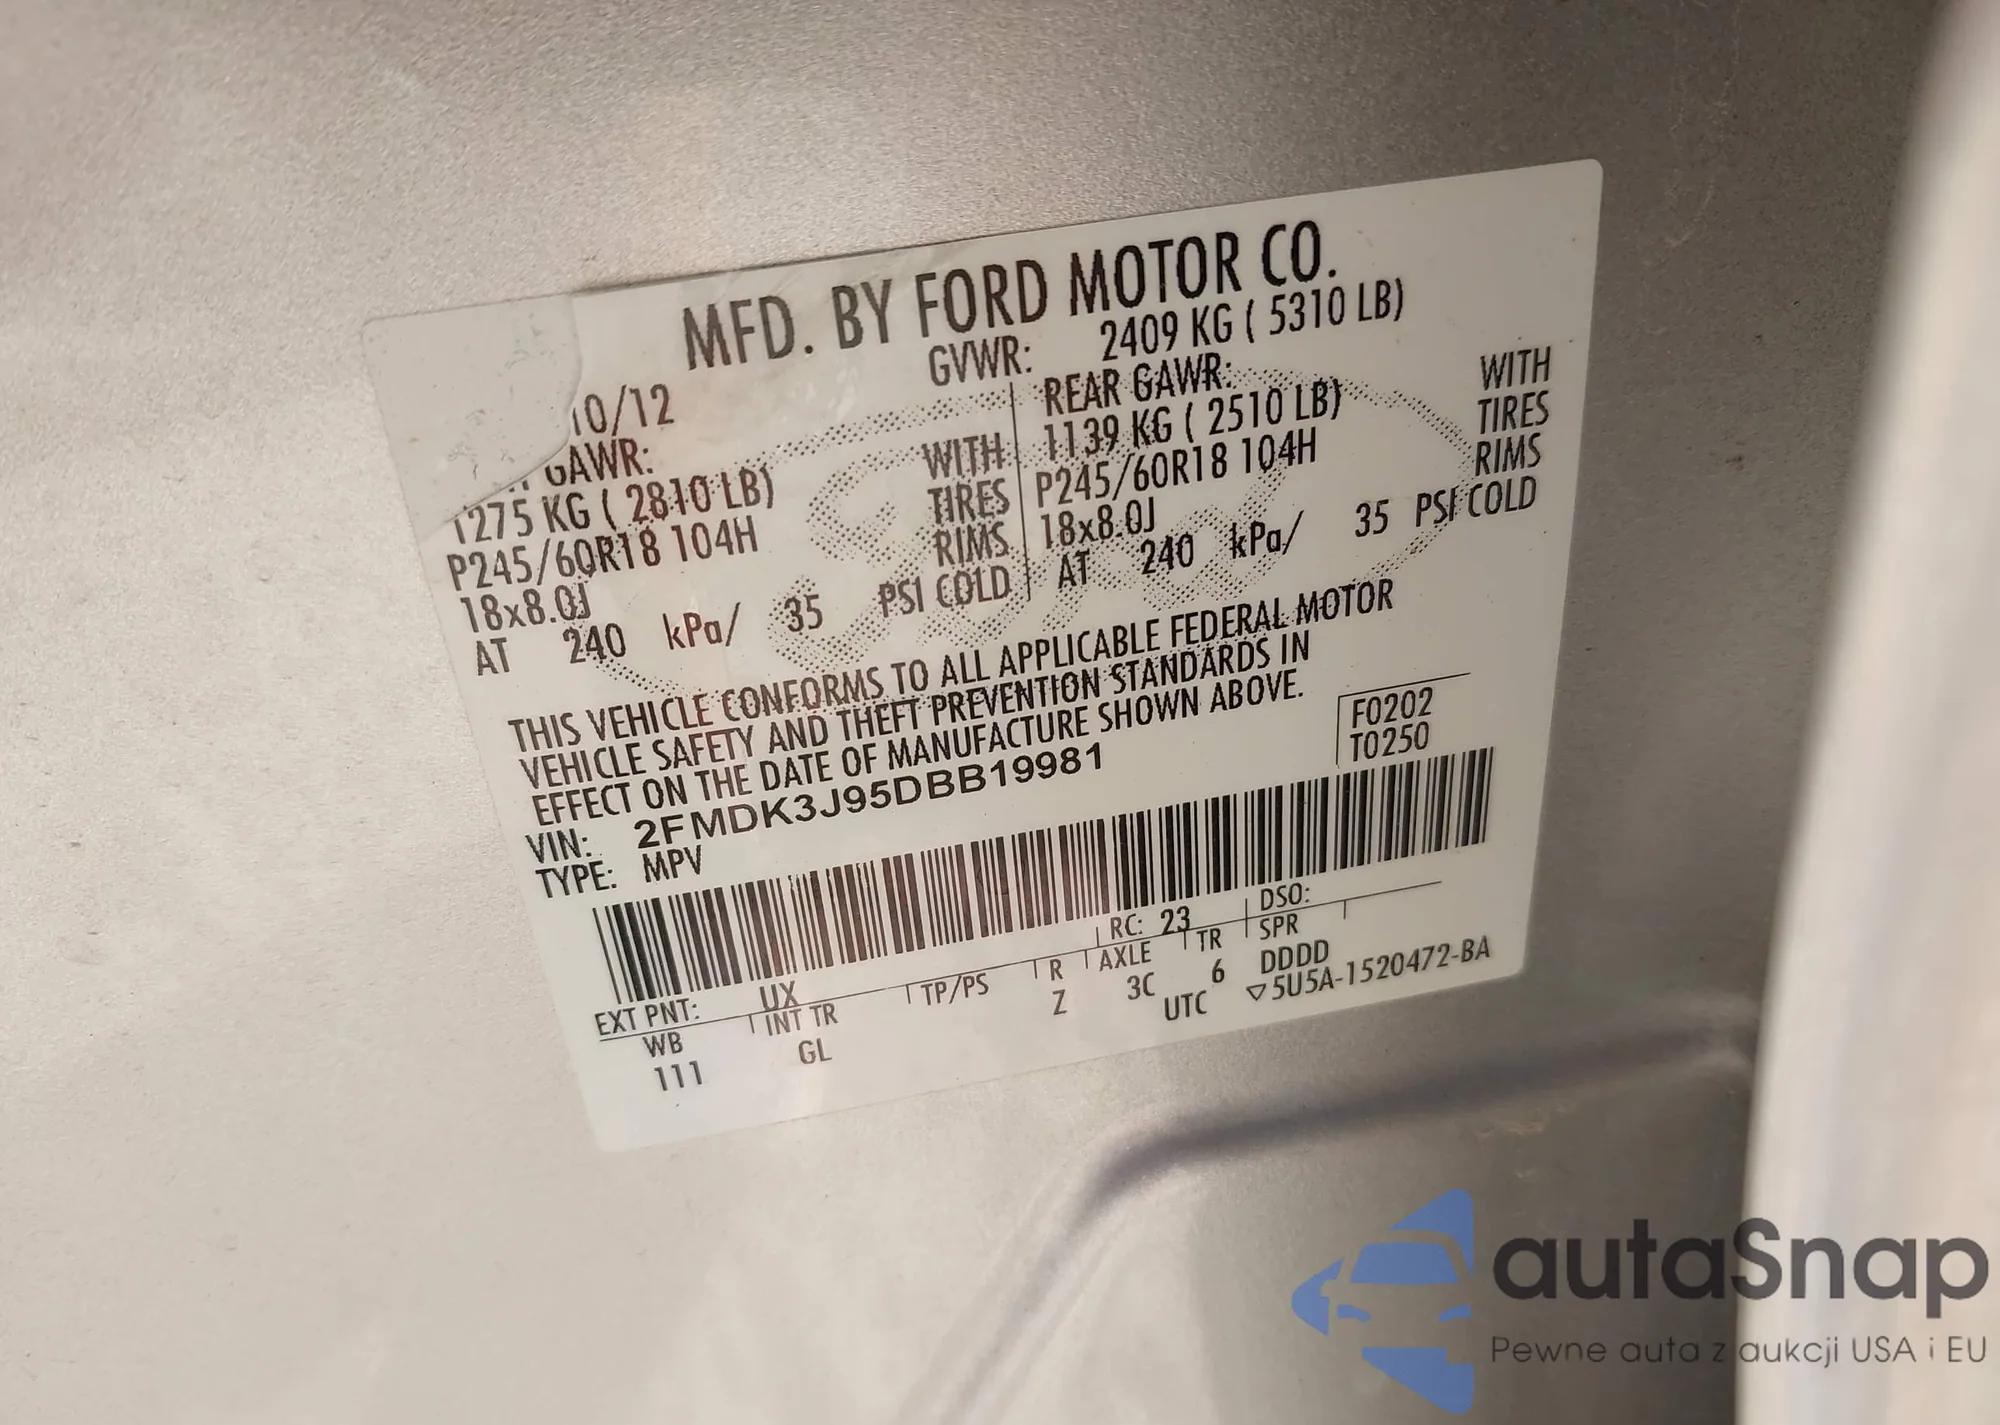 MFD. BY FORD MOTOR CO.
10/12
GVWR: 2409 KG ( 5310 LB)
GAWR:
1275 KG ( 2810 LB) WITH
P245/60R18 104H TIRES
18x8.0J RIMS
AT 240 kPa/ 35 PSI COLD
REAR GAWR:
1139 KG ( 2510 LB) WITH
P245/60R18 104H TIRES
18x8.0J RIMS
AT 240 kPa/ 35 PSI COLD
THIS VEHICLE CONFORMS TO ALL APPLICABLE FEDERAL MOTOR
VEHICLE SAFETY AND THEFT PREVENTION STANDARDS IN
EFFECT ON THE DATE OF MANUFACTURE SHOWN ABOVE.
F0202
T0250
VIN: 2FMDK3J95DBB19981
TYPE: MPV
EXT PNT: UX RC: 23 DSO:
WB INT TR TP/PS R AXLE TR SPR
111 GL Z 3C 6 DDDD
UTC ▽5U5A-1520472-BA
autaSnap
Pewne auta z aukcji USA i EU